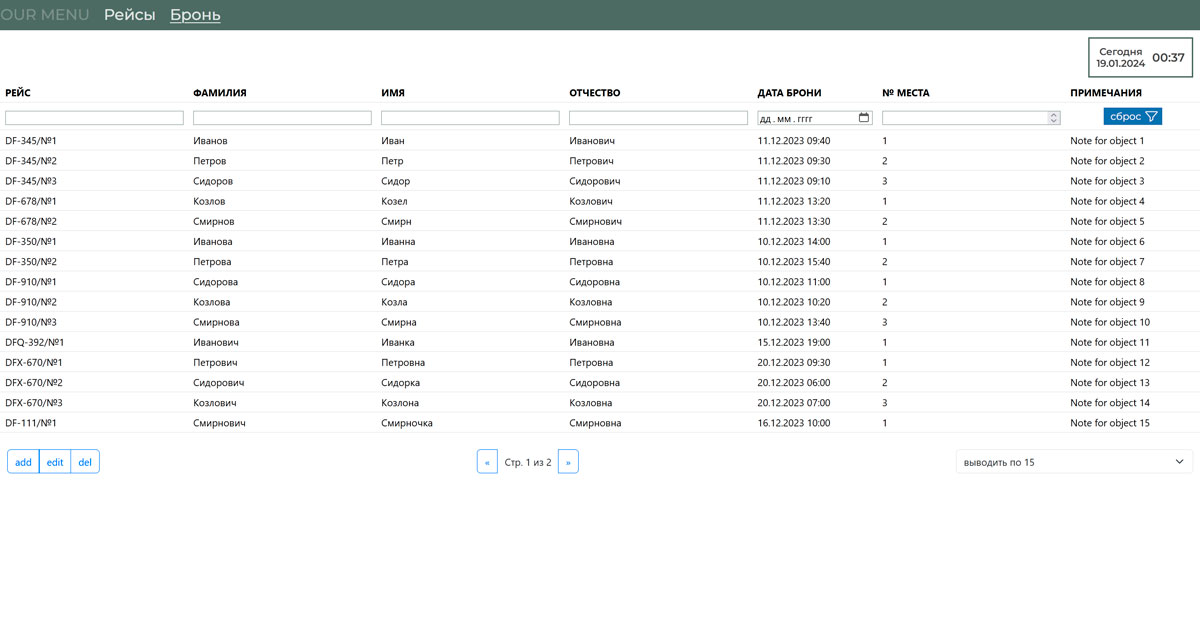 OUR MENU Рейсы Бронь
Сегодня
19.01.2024 00:37
РЕЙС ФАМИЛИЯ ИМЯ ОТЧЕСТВО ДАТА БРОНИ № МЕСТА ПРИМЕЧАНИЯ
дд.мм.гггг сброс
DF-345/№1 Иванов Иван Иванович 11.12.2023 09:40 1 Note for object 1
DF-345/№2 Петров Петр Петрович 11.12.2023 09:30 2 Note for object 2
DF-345/№3 Сидоров Сидор Сидорович 11.12.2023 09:10 3 Note for object 3
DF-678/№1 Козлов Козел Козлович 11.12.2023 13:20 1 Note for object 4
DF-678/№2 Смирнов Смирн Смирнович 11.12.2023 13:30 2 Note for object 5
DF-350/№1 Иванова Иванна Ивановна 10.12.2023 14:00 1 Note for object 6
DF-350/№2 Петрова Петра Петровна 10.12.2023 15:40 2 Note for object 7
DF-910/№1 Сидорова Сидора Сидоровна 10.12.2023 11:00 1 Note for object 8
DF-910/№2 Козлова Козла Козловна 10.12.2023 10:20 2 Note for object 9
DF-910/№3 Смирнова Смирна Смирновна 10.12.2023 13:40 3 Note for object 10
DFQ-392/№1 Иванович Иванка Ивановна 15.12.2023 19:00 1 Note for object 11
DFX-670/№1 Петрович Петровна Петровна 20.12.2023 09:30 1 Note for object 12
DFX-670/№2 Сидорович Сидорка Сидоровна 20.12.2023 06:00 2 Note for object 13
DFX-670/№3 Козлович Козлона Козловна 20.12.2023 07:00 3 Note for object 14
DF-111/№1 Смирнович Смирночка Смирновна 16.12.2023 10:00 1 Note for object 15
add edit del « Стр. 1 из 2 » выводить по 15